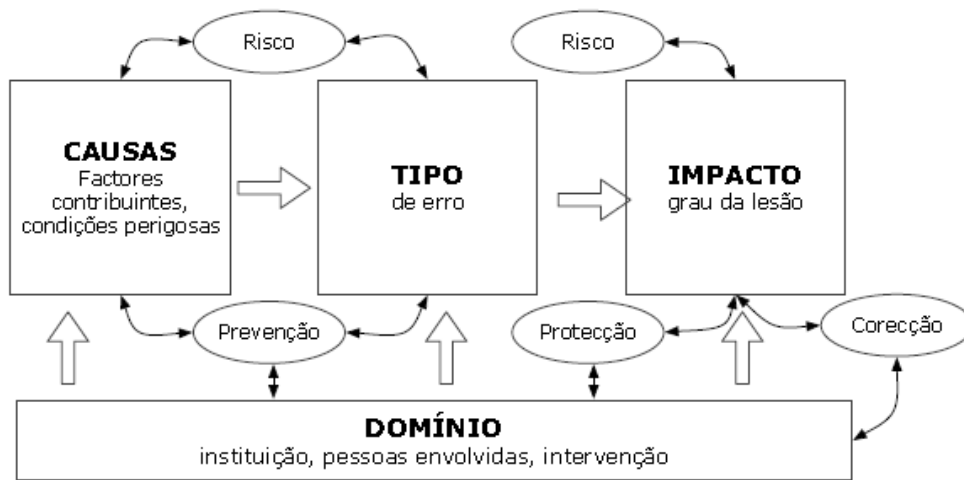 Risco
Risco
CAUSAS
Factores
contribuintes,
condições perigosas
TIPO
de erro
IMPACTO
grau da lesão
Prevenção
Protecção
Corecção
DOMÍNIO
instituição, pessoas envolvidas, intervenção